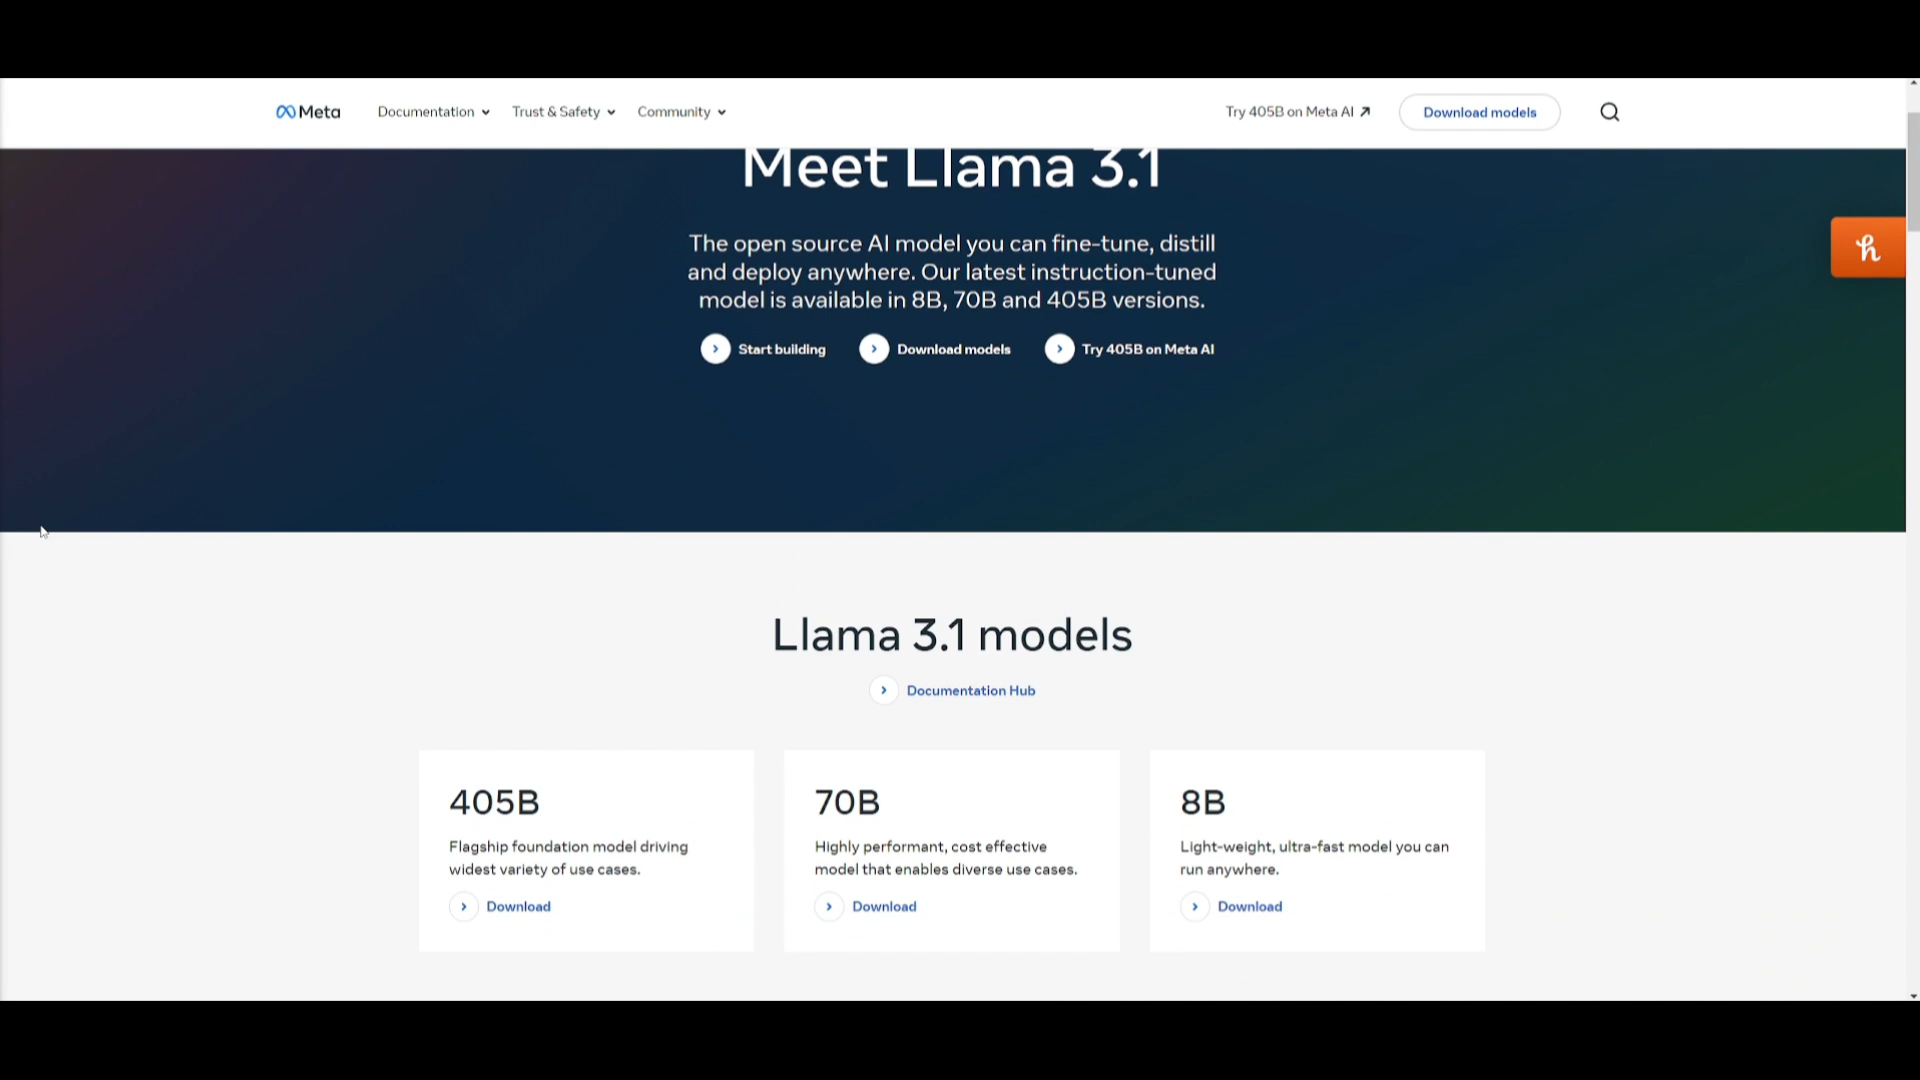 Meta
Documentation
Trust & Safety
Community
Try 405B on Meta AI
Download models
Meet Llama 3.1
The open source AI model you can fine-tune, distill
and deploy anywhere. Our latest instruction-tuned
model is available in 8B, 70B and 405B versions.
Start building
Download models
Try 405B on Meta AI
h
Llama 3.1 models
Documentation Hub
405B
Flagship foundation model driving
widest variety of use cases.
Download
70B
Highly performant, cost effective
model that enables diverse use cases.
Download
8B
Light-weight, ultra-fast model you can
run anywhere.
Download